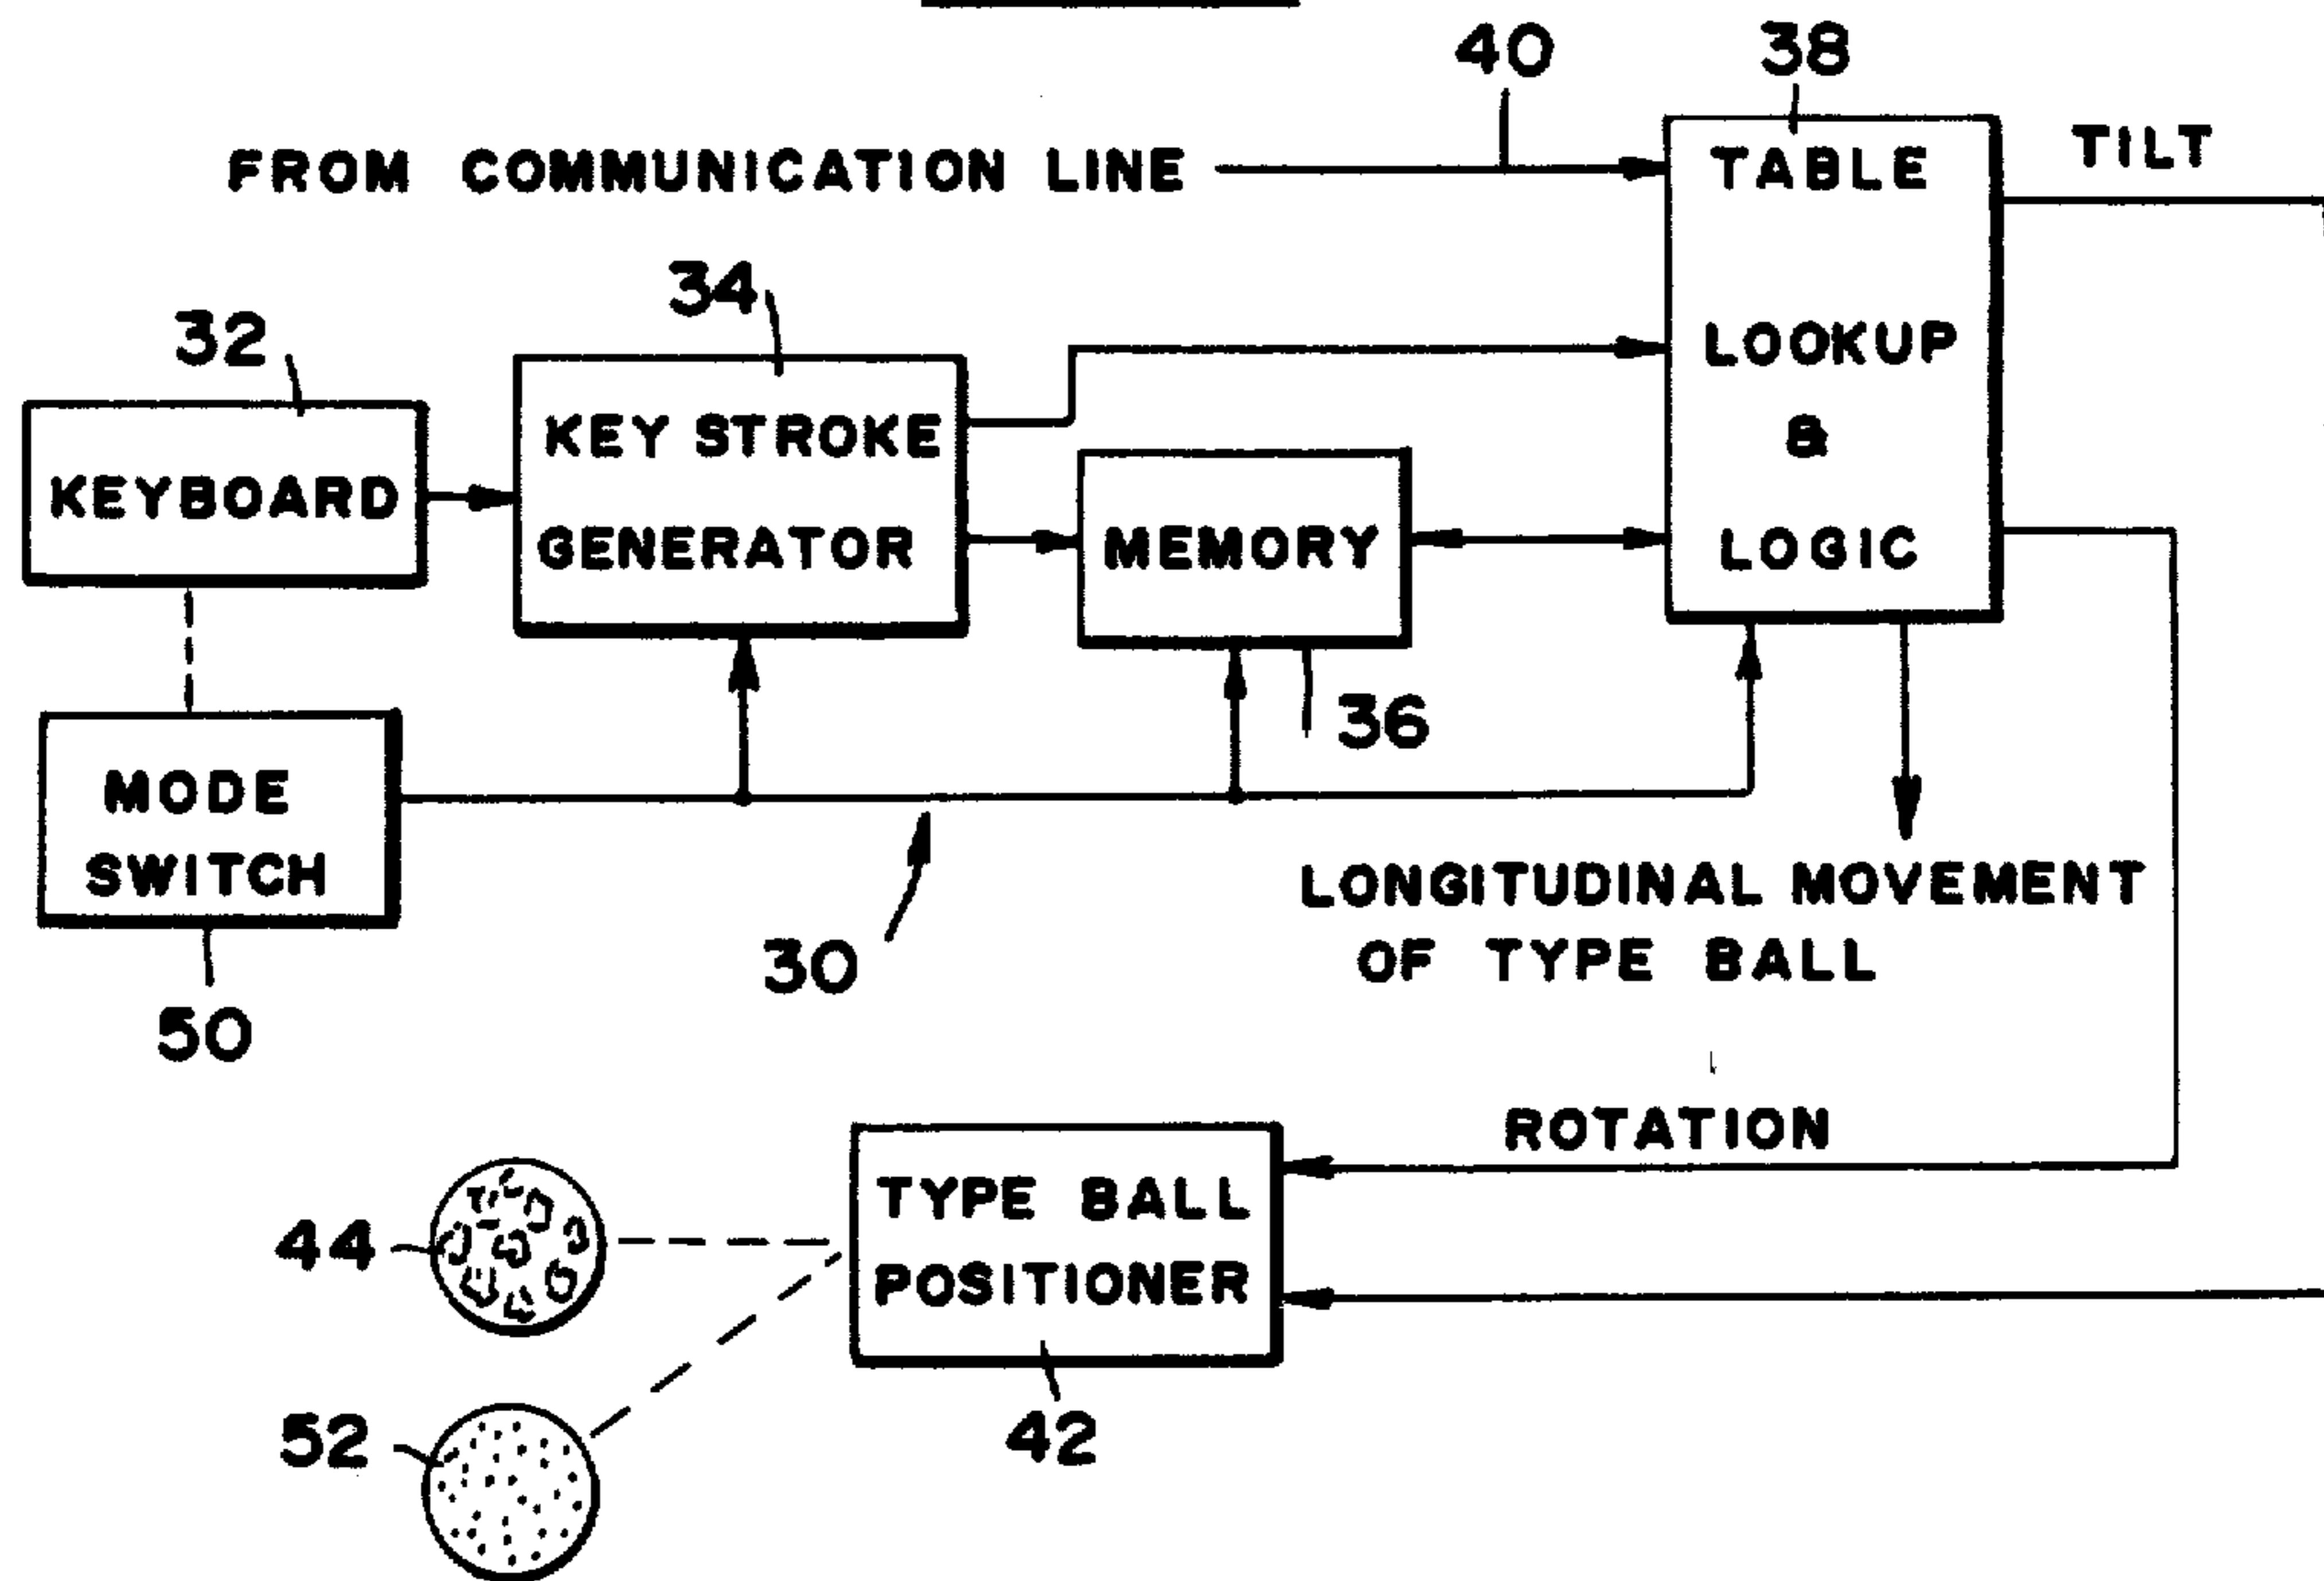 40
38
FROM COMMUNICATION LINE
TABLE
TILT
34
32
LOOKUP
KEY STROKE
&
KEYBOARD
GENERATOR
MEMORY
LOGIC
36
MODE
SWITCH
LONGITUDINAL MOVEMENT
30
OF TYPE BALL
50
ROTATION
TYPE BALL
44
POSITIONER
52
42